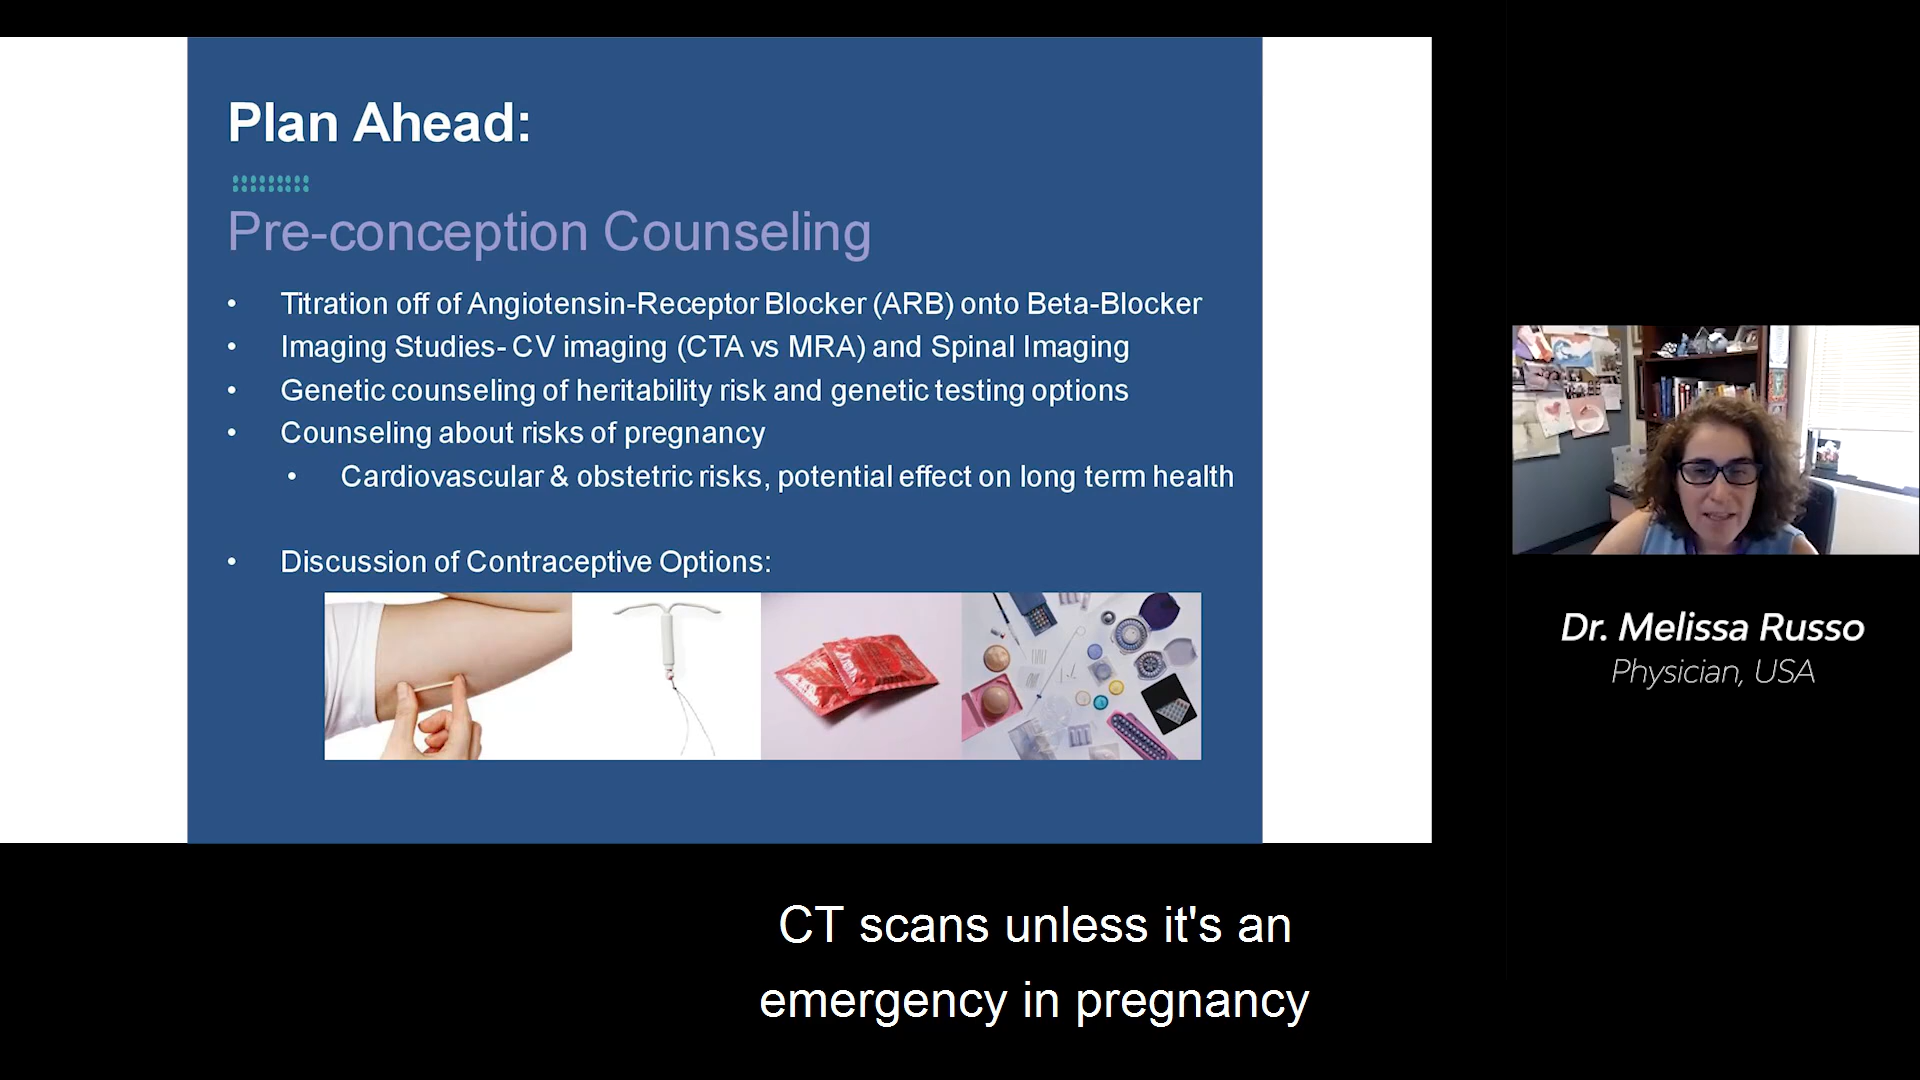 Plan Ahead:
Pre-conception Counseling
• Titration off of Angiotensin-Receptor Blocker (ARB) onto Beta-Blocker
• Imaging Studies- CV imaging (CTA vs MRA) and Spinal Imaging
• Genetic counseling of heritability risk and genetic testing options
• Counseling about risks of pregnancy
• Cardiovascular & obstetric risks, potential effect on long term health
• Discussion of Contraceptive Options:
Dr. Melissa Russo
Physician, USA
CT scans unless it's an
emergency in pregnancy